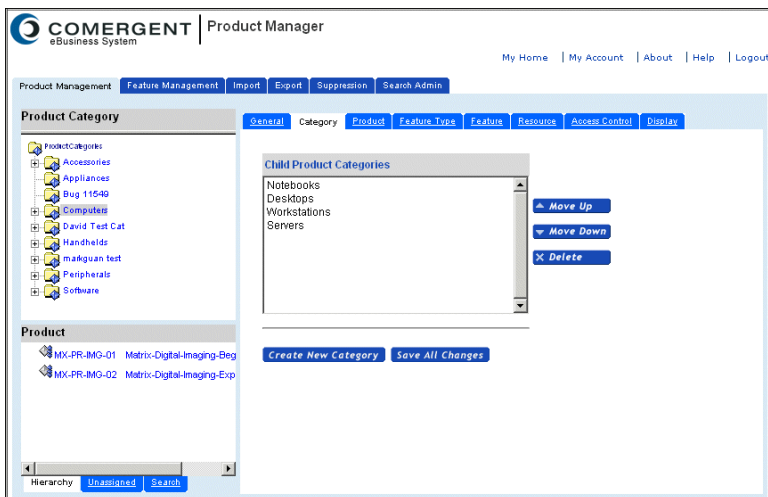 COMERGENT
eBusiness System
Product Manager
My Home | My Account | About | Help | Logout
Product Management Feature Management Import Export Suppression Search Admin
Product Category
ProductCategories
Accessories
Appliances
Bug 11549
Computers
David Test Cat
Handhelds
markguan test
Peripherals
Software
Product
MX-PR-IMG-01 Matrix-Digital-Imaging-Beg
MX-PR-IMG-02 Matrix-Digital-Imaging-Exp
Hierarchy Unassigned Search
General Category Product Feature Type Feature Resource Access Control Display
Child Product Categories
Notebooks
Desktops
Workstations
Servers
Move Up
Move Down
Delete
Create New Category Save All Changes